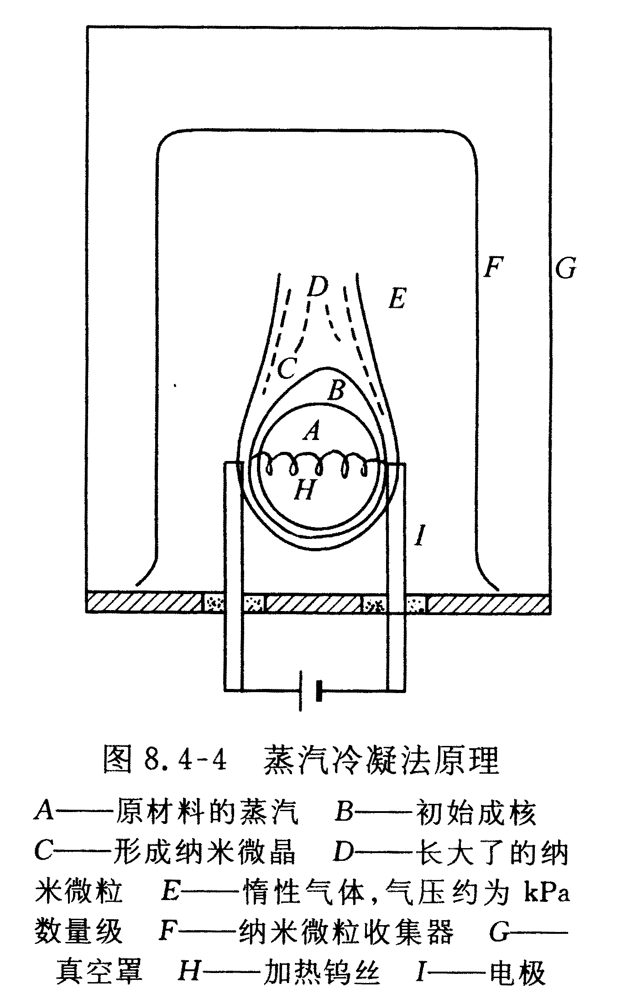 F
G
D
E
C
B
A
H
I
图 8.4-4 蒸汽冷凝法原理
A——原材料的蒸汽 B——初始成核
C——形成纳米微晶 D——长大了的纳
米微粒 E——惰性气体,气压约为 kPa
数量级 F——纳米微粒收集器 G——
真空罩 H——加热钨丝 I——电极